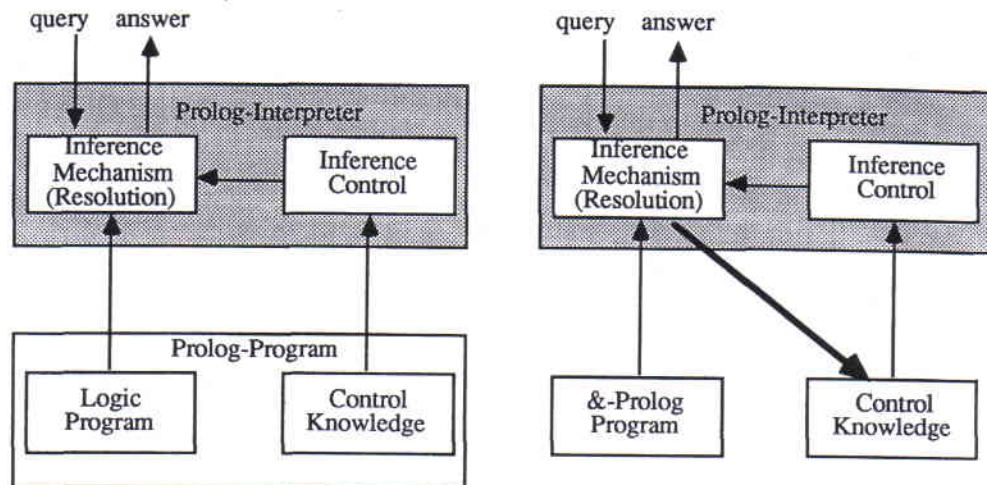 query answer
Prolog-Interpreter
Inference
Mechanism
(Resolution)
Inference
Control
Prolog-Program
Logic
Program
Control
Knowledge
query answer
Prolog-Interpreter
Inference
Mechanism
(Resolution)
Inference
Control
&-Prolog
Program
Control
Knowledge